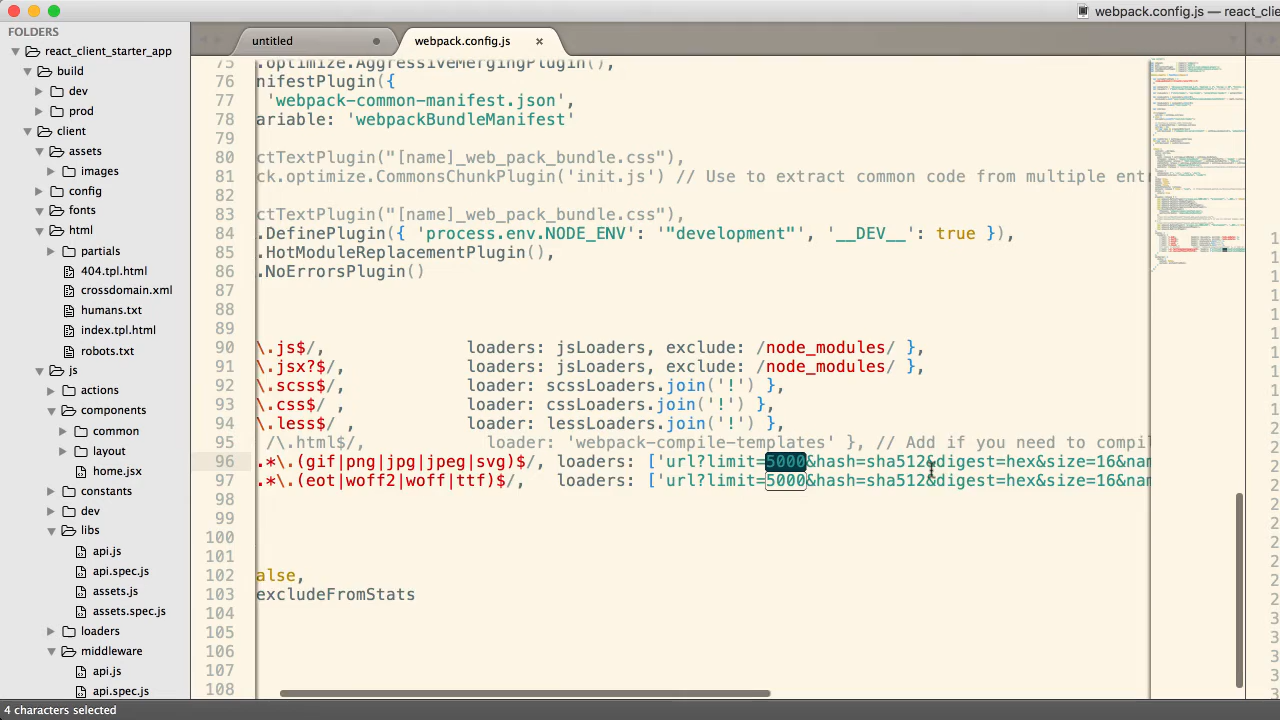 webpack.config.js — react_clie
FOLDERS
react_client_starter_app
build
dev
prod
client
assets
images
css
fonts
html
partials
app.tpl.html
crossdomain.xml
humans.txt
index.tpl.html
robots.txt
js
actions
components
common
layout
home.jsx
constants
dev
libs
api.js
api.spec.js
assets.js
assets.spec.js
loaders
middleware
api.js
api.spec.js
untitled
webpack.config.js ×
75 .optimize.AggressiveMergingPlugin(),
76 nifestPlugin({
77 'webpack-common-manifest.json',
78 ariable: 'webpackBundleManifest'
79
80 ctTextPlugin("[name]_web_pack_bundle.css"),
81 ck.optimize.CommonsChunkPlugin('init.js') // Use to extract common code from multiple ent
82
83 ctTextPlugin("[name]_web_pack_bundle.css"),
84 .DefinePlugin({ 'process.env.NODE_ENV': '"development"', '__DEV__': true }),
85 .HotModuleReplacementPlugin(),
86 .NoErrorsPlugin()
87
88
89
90 \.js$/, loaders: jsLoaders, exclude: /node_modules/ },
91 \.jsx?$/, loaders: jsLoaders, exclude: /node_modules/ },
92 \.scss$/, loader: scssLoaders.join('!') },
93 \.css$/ , loader: cssLoaders.join('!') },
94 \.less$/, loader: lessLoaders.join('!') },
95 /\.html$/, loader: 'webpack-compile-templates' }, // Add if you need to compil
96 .*\.(gif|png|jpg|jpeg|svg)$/, loaders: ['url?limit=5000&hash=sha512&digest=hex&size=16&nam
97 .*\.(eot|woff2|woff|ttf)$/, loaders: ['url?limit=5000&hash=sha512&digest=hex&size=16&nam
98
99
100
101
102 alse,
103 excludeFromStats
104
105
106
107
108
4 characters selected